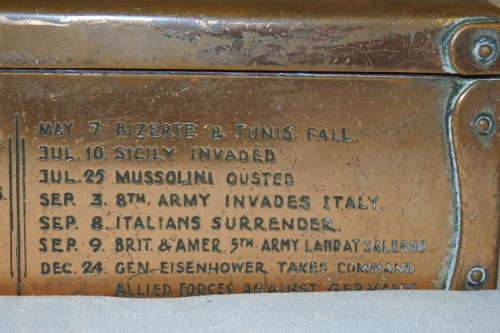 MAY 7 BIZERTE & TUNIS FALL.
JUL. 10. SICILY INVADED
JUL. 25 MUSSOLINI OUSTED
SEP. 3. 8TH. ARMY INVADES ITALY.
SEP. 8. ITALIANS SURRENDER.
SEP. 9. BRIT. & AMER. 5TH. ARMY LAND AT SALERNO
DEC. 24. GEN. EISENHOWER TAKES COMMAND
ALLIED FORCES AGAINST GERMANY